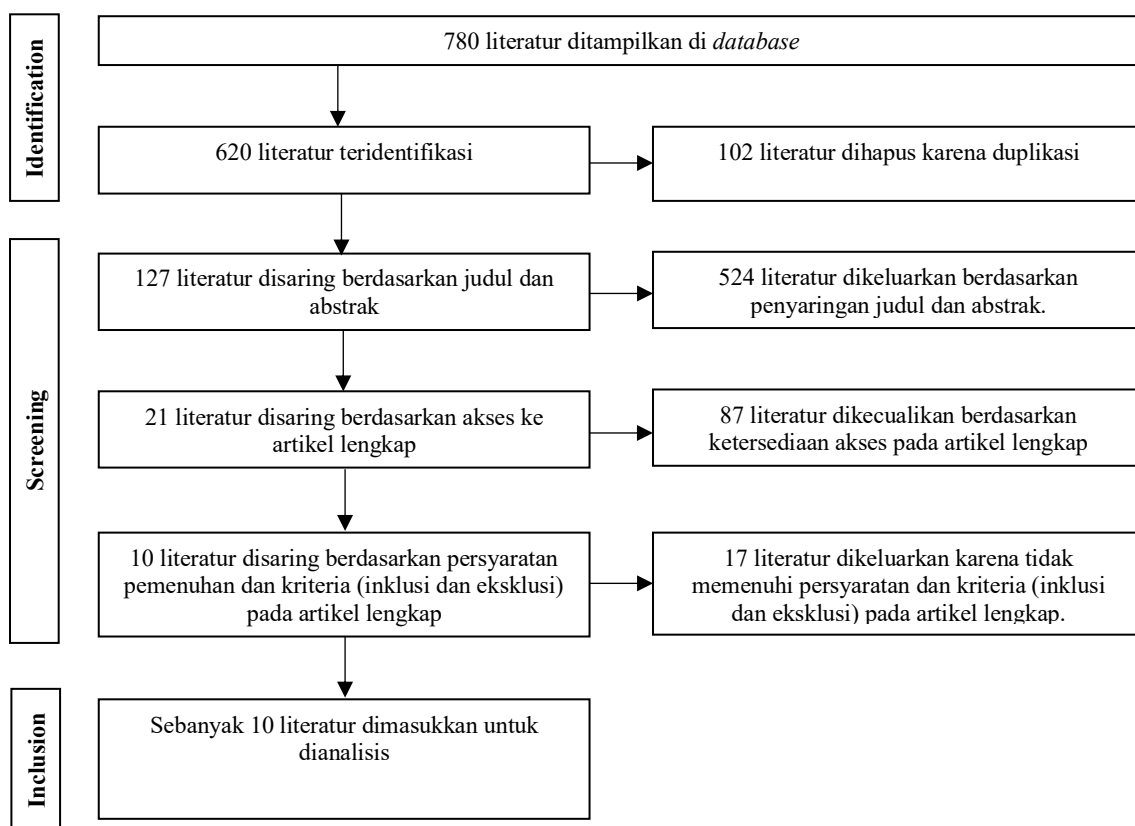 Identification
780 literatur ditampilkan di database
620 literatur teridentifikasi
102 literatur dihapus karena duplikasi
Screening
127 literatur disaring berdasarkan judul dan
abstrak
524 literatur dikeluarkan berdasarkan
penyaringan judul dan abstrak.
21 literatur disaring berdasarkan akses ke
artikel lengkap
87 literatur dikecualikan berdasarkan
ketersediaan akses pada artikel lengkap
10 literatur disaring berdasarkan persyaratan
pemenuhan dan kriteria (inklusi dan eksklusi)
pada artikel lengkap
17 literatur dikeluarkan karena tidak
memenuhi persyaratan dan kriteria (inklusi
dan eksklusi) pada artikel lengkap.
Inclusion
Sebanyak 10 literatur dimasukkan untuk
dianalisis